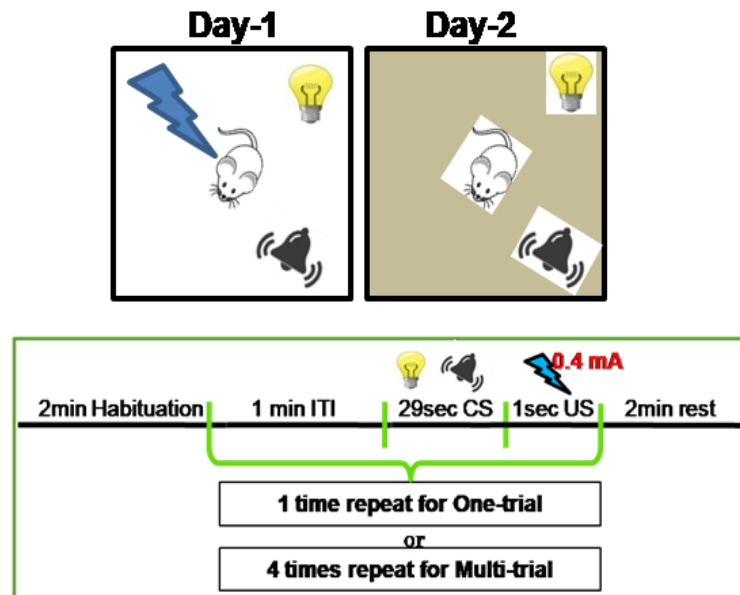 Day-1 Day-2
0.4 mA
2min Habituation 1 min ITI 29sec CS 1sec US 2min rest
1 time repeat for One-trial
or
4 times repeat for Multi-trial